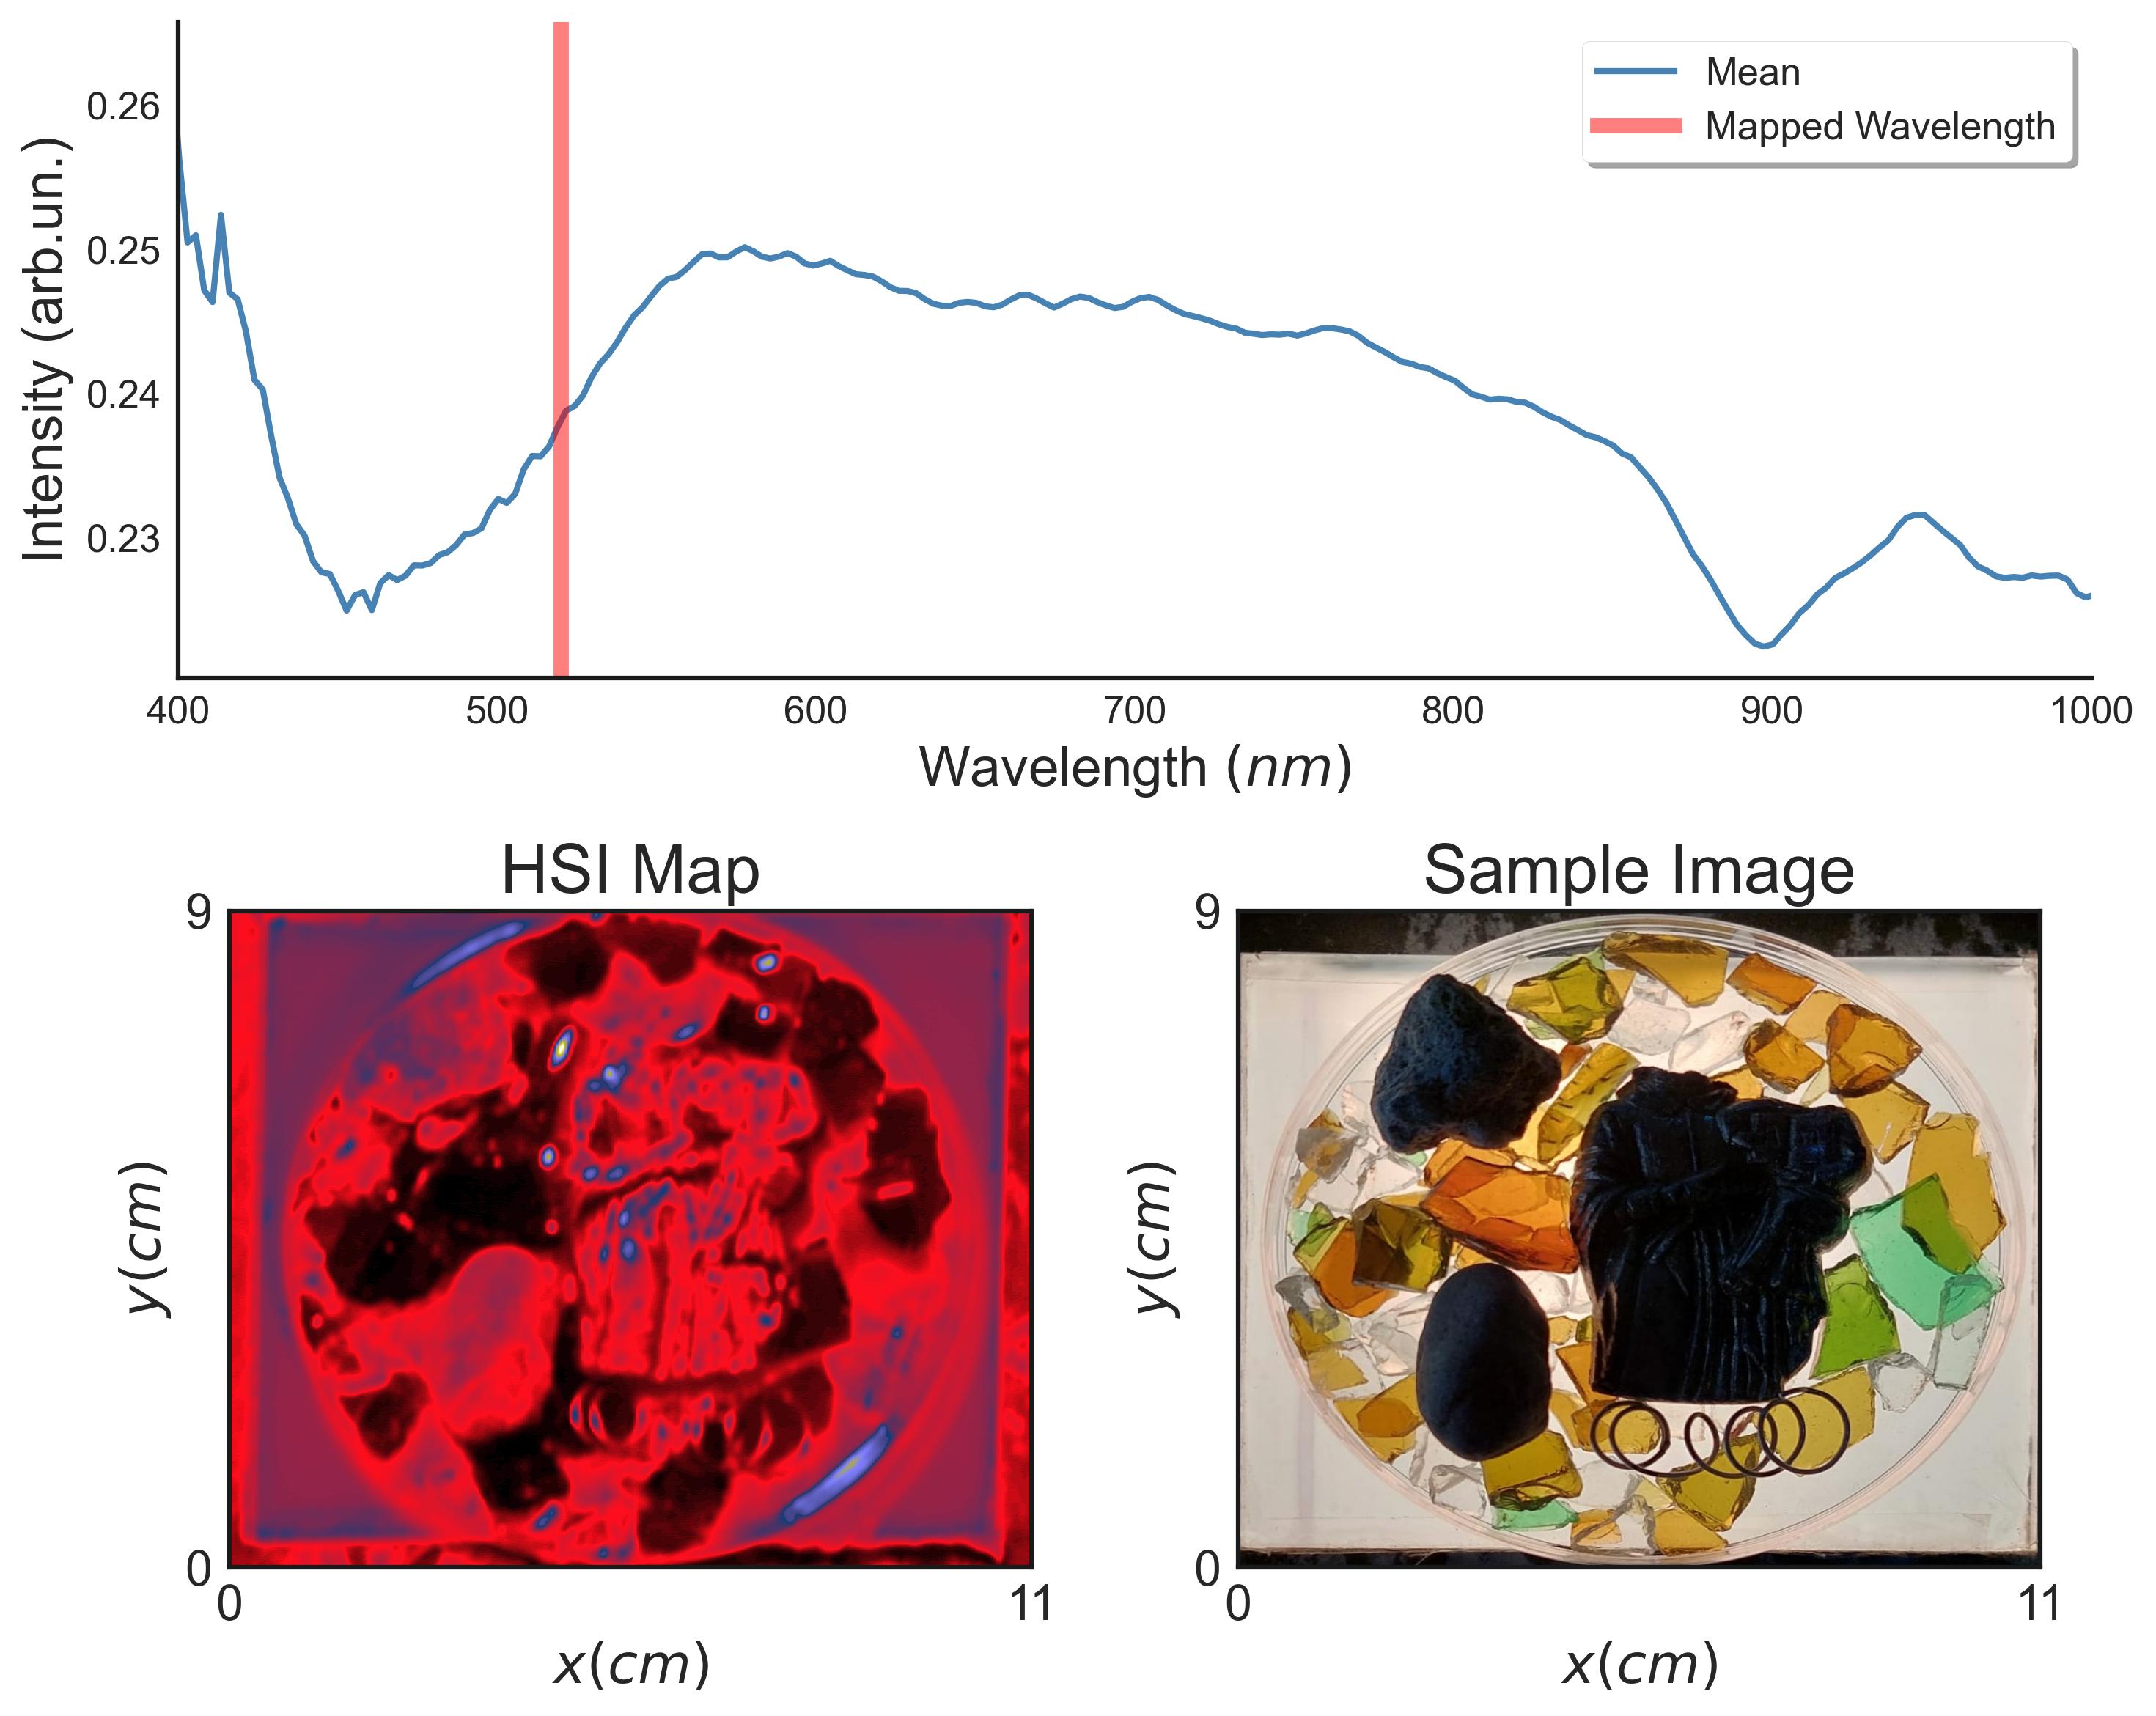 Mean
Mapped Wavelength
Intensity (arb.un.)
0.26
0.25
0.24
0.23
400 500 600 700 800 900 1000
Wavelength (nm)
HSI Map
Sample Image
9
9
y(cm)
y(cm)
0
0
0 11
0 11
x(cm)
x(cm)